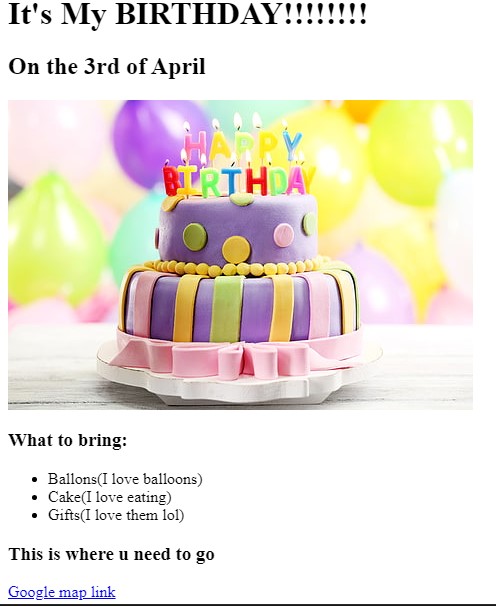 It's My BIRTHDAY!!!!!!!!
On the 3rd of April
HAPPY
BIRTHDAY
What to bring:
Ballons(I love balloons)
Cake(I love eating)
Gifts(I love them lol)
This is where u need to go
Google map link